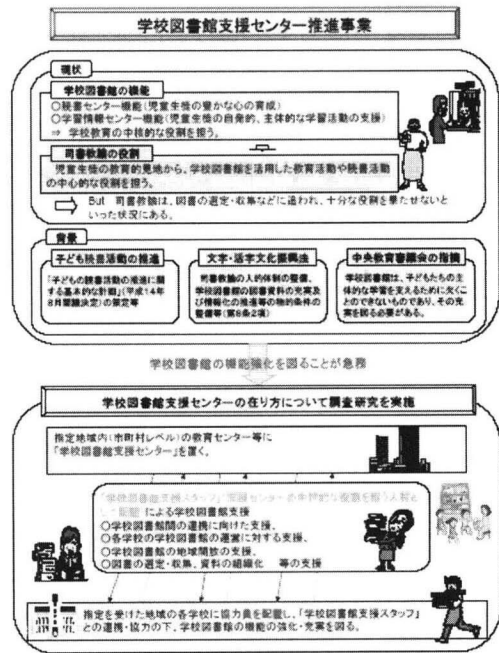 学校図書館支援センター推進事業
現状
学校図書館の機能
○読書センター機能(児童生徒の豊かな心の育成)
○学習情報センター機能(児童生徒の自発的、主体的な学習活動の支援)
⇒ 学校教育の中核的な役割を担う。
司書教諭の役割
児童生徒の教育的見地から、学校図書館を活用した教育活動や読書活動
の中心的な役割を担う。
But 司書教諭は、図書の選定・収集などに追われ、十分な役割を果たせないと
いった状況にある。
背景
子ども読書活動の推進
「子どもの読書活動の推進に関
する基本的な計画」(平成14年
8月閣議決定)の策定等
文字・活字文化振興法
司書教諭の人的体制の整備、
学校図書館の図書資料の充実及
び情報化の推進等の物的条件の
整備等(第8条2項)
中央教育審議会の指摘
学校図書館は、子どもたちの主
体的な学習を支えるために欠くこ
とのできないものであり、その充
実を図る必要がある。
学校図書館の機能強化を図ることが急務
学校図書館支援センターの在り方について調査研究を実施
指定地域内(市町村レベル)の教育センター等に
「学校図書館支援センター」を置く。
「学校図書館支援スタッフ」
による学校図書館支援
○学校図書館間の連携に向けた支援、
○各学校の学校図書館の運営に対する支援、
○学校図書館の地域開放の支援、
○図書の選定・収集、資料の組織化 等の支援
指定を受けた地域の各学校に協力員を配置し、「学校図書館支援スタッフ」
との連携・協力の下、学校図書館の機能の強化・充実を図る。